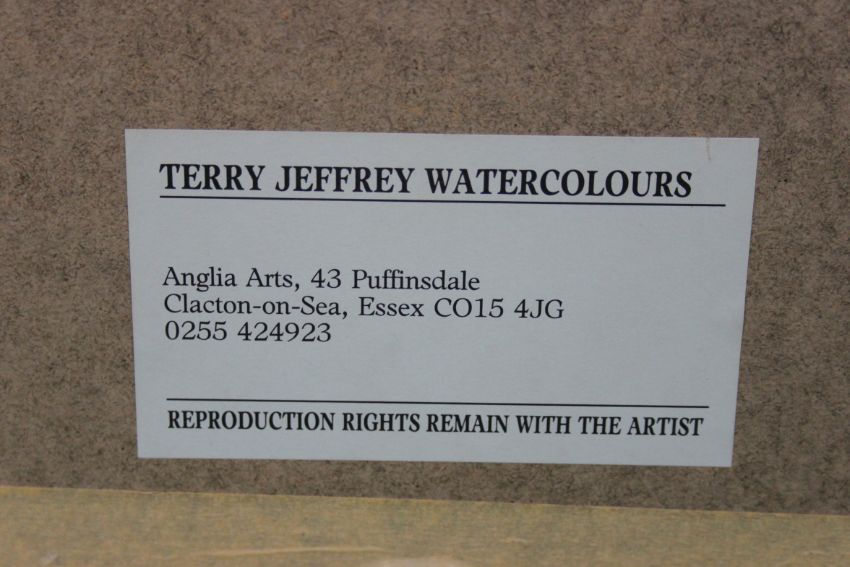 TERRY JEFFREY WATERCOLOURS
Anglia Arts, 43 Puffinsdale
Clacton-on-Sea, Essex CO15 4JG
0255 424923
REPRODUCTION RIGHTS REMAIN WITH THE ARTIST